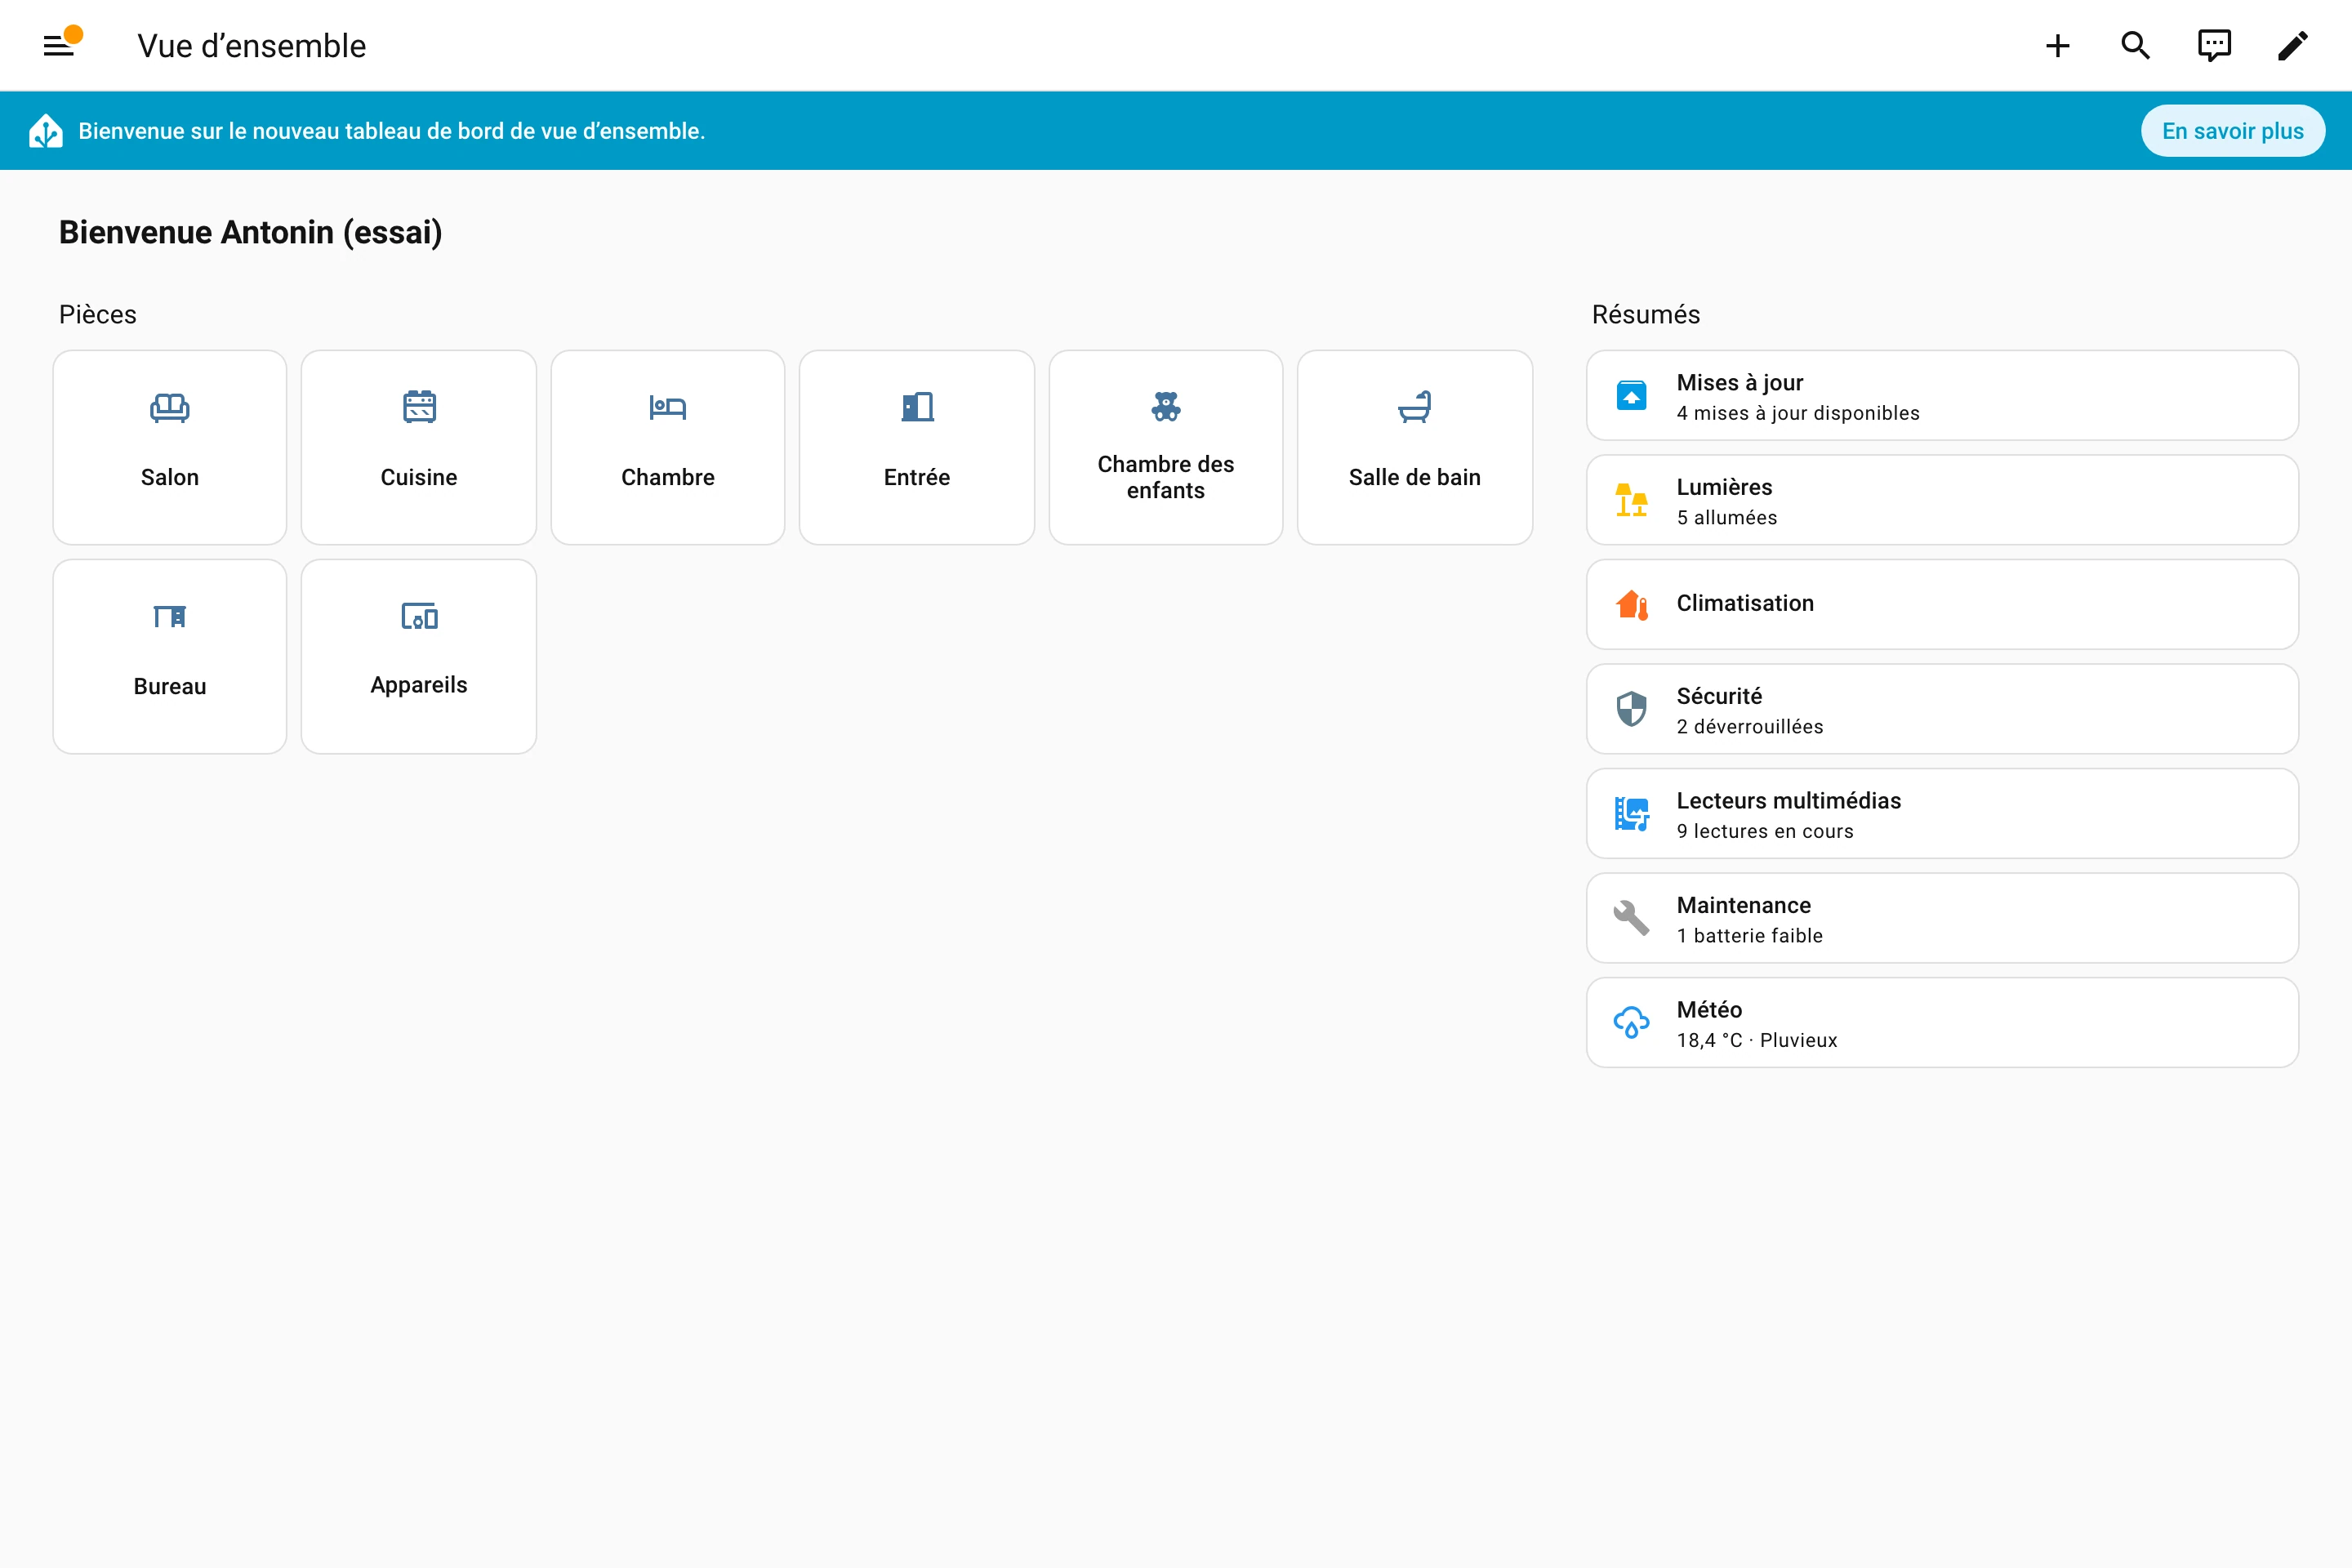 Vue d’ensemble
Bienvenue sur le nouveau tableau de bord de vue d’ensemble.
En savoir plus
Bienvenue Antonin (essai)
Pièces
Salon
Cuisine
Chambre
Entrée
Chambre des
enfants
Salle de bain
Bureau
Appareils
Résumés
Mises à jour
4 mises à jour disponibles
Lumières
5 allumées
Climatisation
Sécurité
2 déverrouillées
Lecteurs multimédias
9 lectures en cours
Maintenance
1 batterie faible
Météo
18,4 °C · Pluvieux